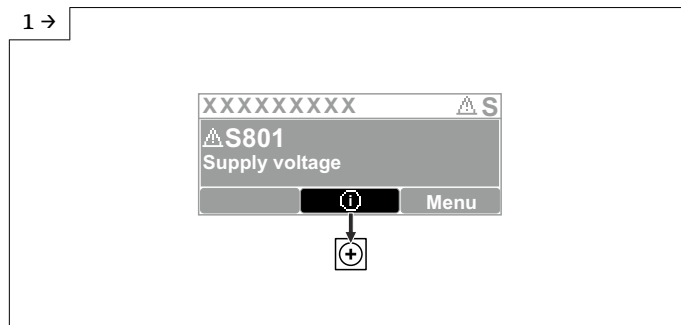 1 →
XXXXXXXXX ⚠ S
⚠S801
Supply voltage
ⓘ Menu
+